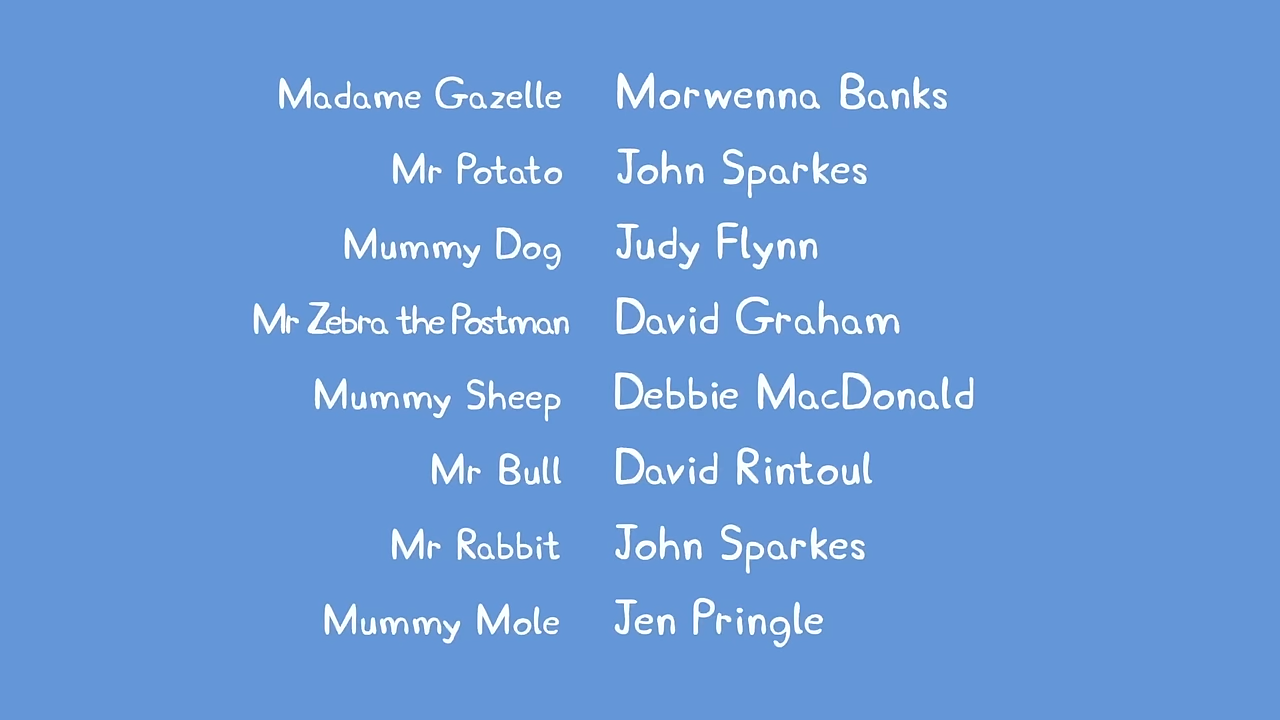 Madame Gazelle Morwenna Banks
Mr Potato John Sparkes
Mummy Dog Judy Flynn
Mr Zebra the Postman David Graham
Mummy Sheep Debbie MacDonald
Mr Bull David Rintoul
Mr Rabbit John Sparkes
Mummy Mole Jen Pringle